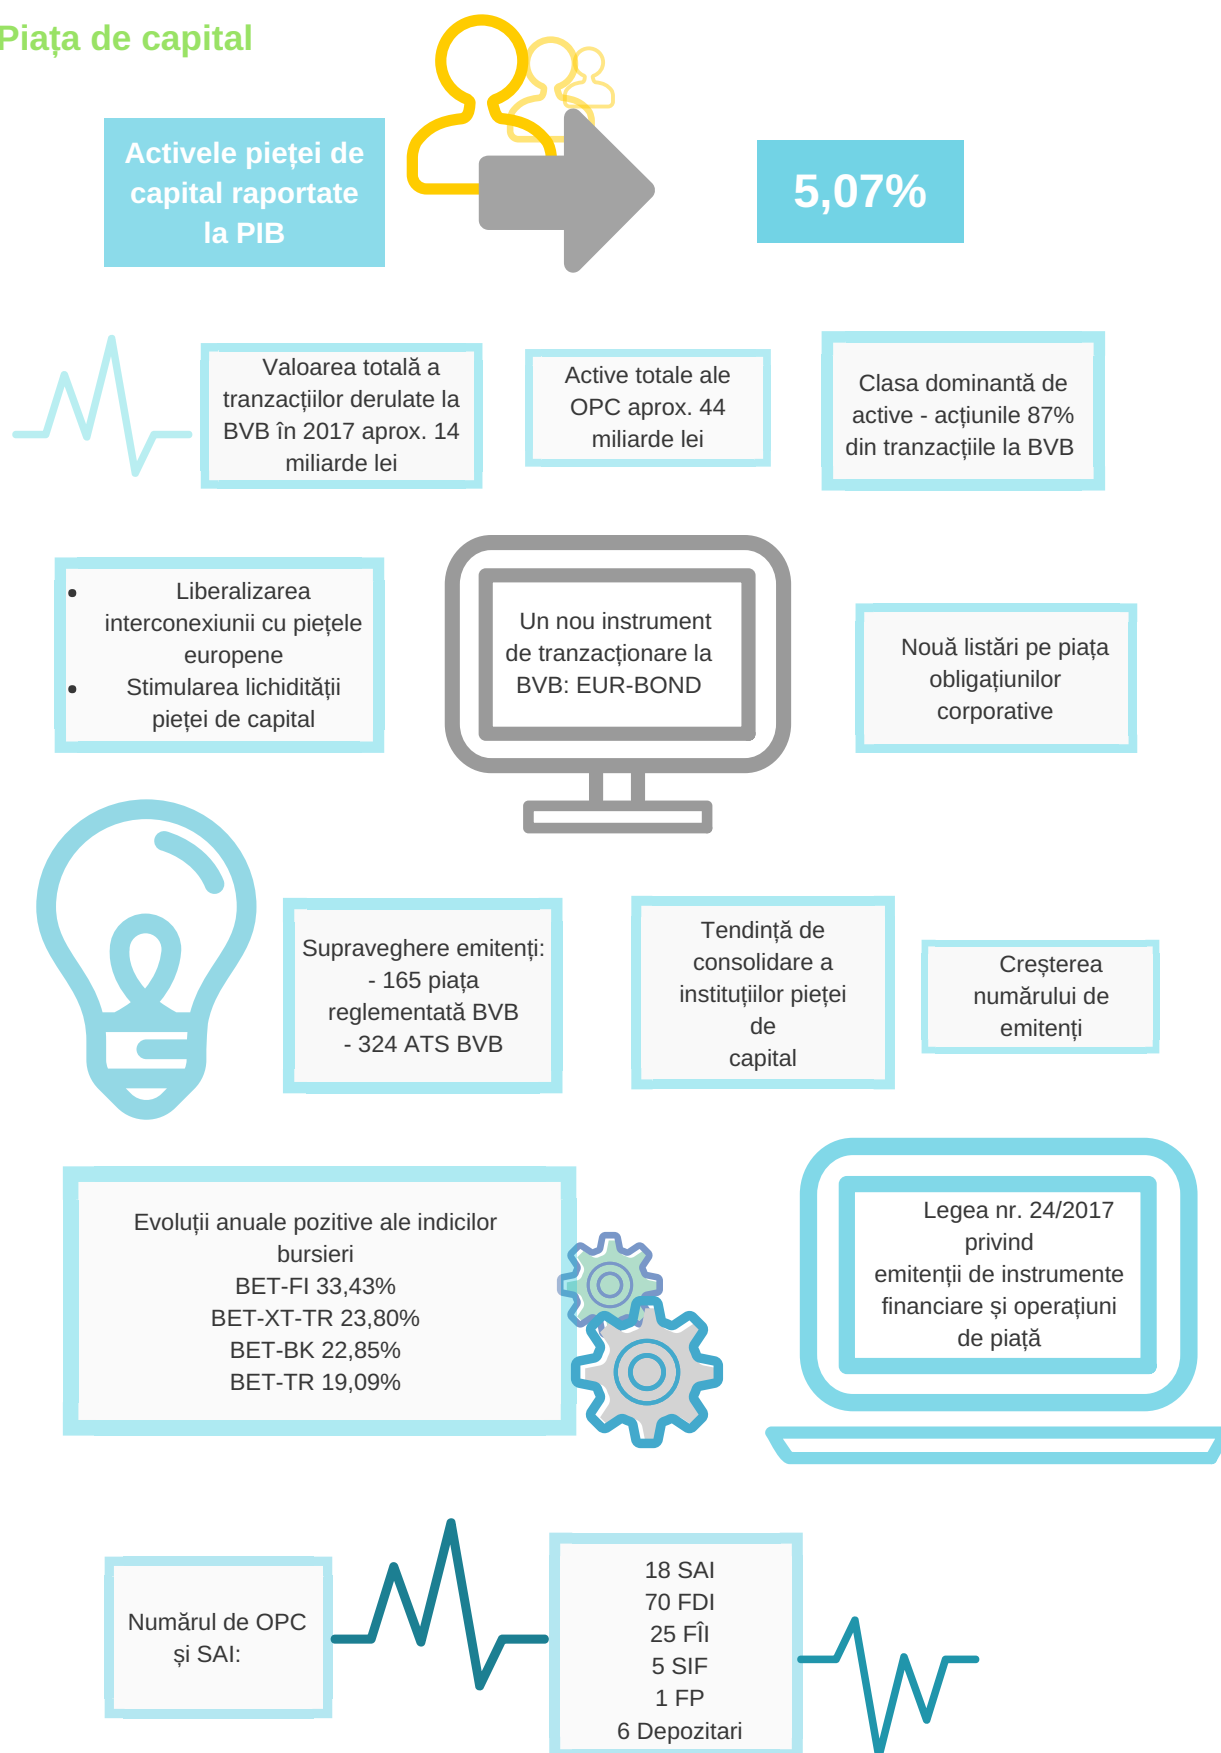 Piața de capital
Activele pieței de
capital raportate
la PIB
5,07%
Valoarea totală a
tranzacțiilor derulate la
BVB în 2017 aprox. 14
miliarde lei
Active totale ale
OPC aprox. 44
miliarde lei
Clasa dominantă de
active - acțiunile 87%
din tranzacțiile la BVB
• Liberalizarea
interconexiunii cu piețele
europene
• Stimularea lichidității
pieței de capital
Un nou instrument
de tranzacționare la
BVB: EUR-BOND
Nouă listări pe piața
obligațiunilor
corporative
Supraveghere emitenți:
- 165 piața
reglementată BVB
- 324 ATS BVB
Tendință de
consolidare a
instituțiilor pieței
de
capital
Creșterea
numărului de
emitenți
Evoluții anuale pozitive ale indicilor
bursieri
BET-FI 33,43%
BET-XT-TR 23,80%
BET-BK 22,85%
BET-TR 19,09%
Legea nr. 24/2017
privind
emitenții de instrumente
financiare și operațiuni
de piață
Numărul de OPC
și SAI:
18 SAI
70 FDI
25 FÎI
5 SIF
1 FP
6 Depozitari